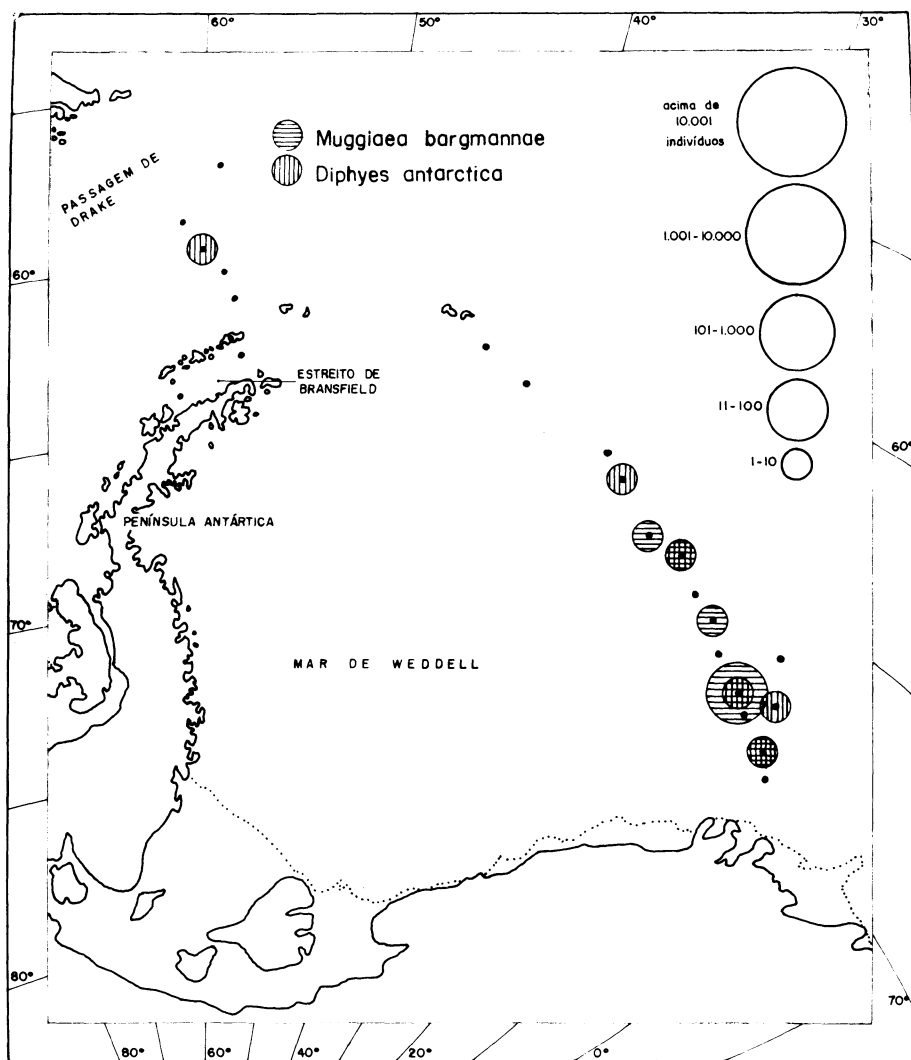 60°
50°
40°
30°
acima de
10.001
indivíduos
Muggiaea bargmannae
Diphyes antarctica
PASSAGEM DE
DRAKE
1.001-10.000
60°
101-1.000
ESTREITO DE
BRANSFIELD
11-100
60°
1-10
PENÍNSULA ANTÁRTICA
70°
MAR DE WEDDELL
80°
70°
80°
60°
40°
20°
0°